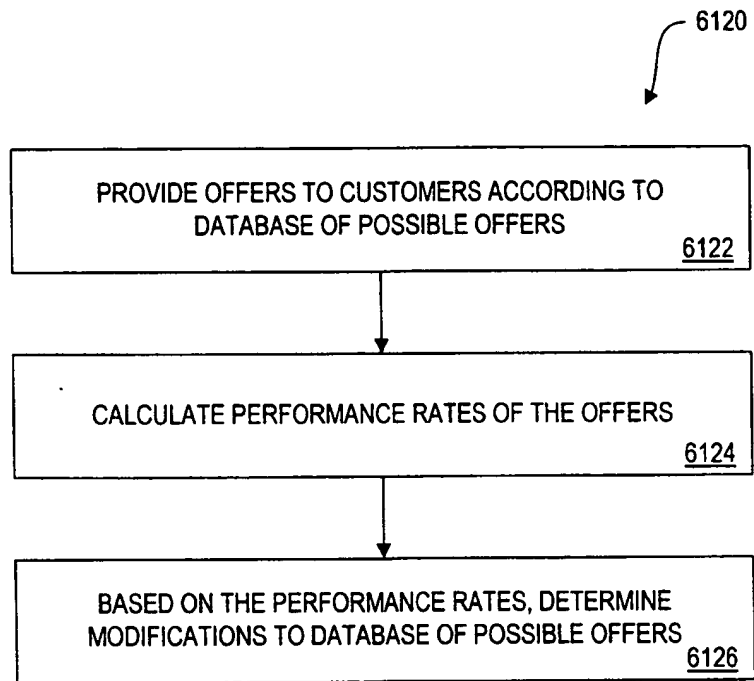 6120
PROVIDE OFFERS TO CUSTOMERS ACCORDING TO
DATABASE OF POSSIBLE OFFERS
6122
CALCULATE PERFORMANCE RATES OF THE OFFERS
6124
BASED ON THE PERFORMANCE RATES, DETERMINE
MODIFICATIONS TO DATABASE OF POSSIBLE OFFERS
6126